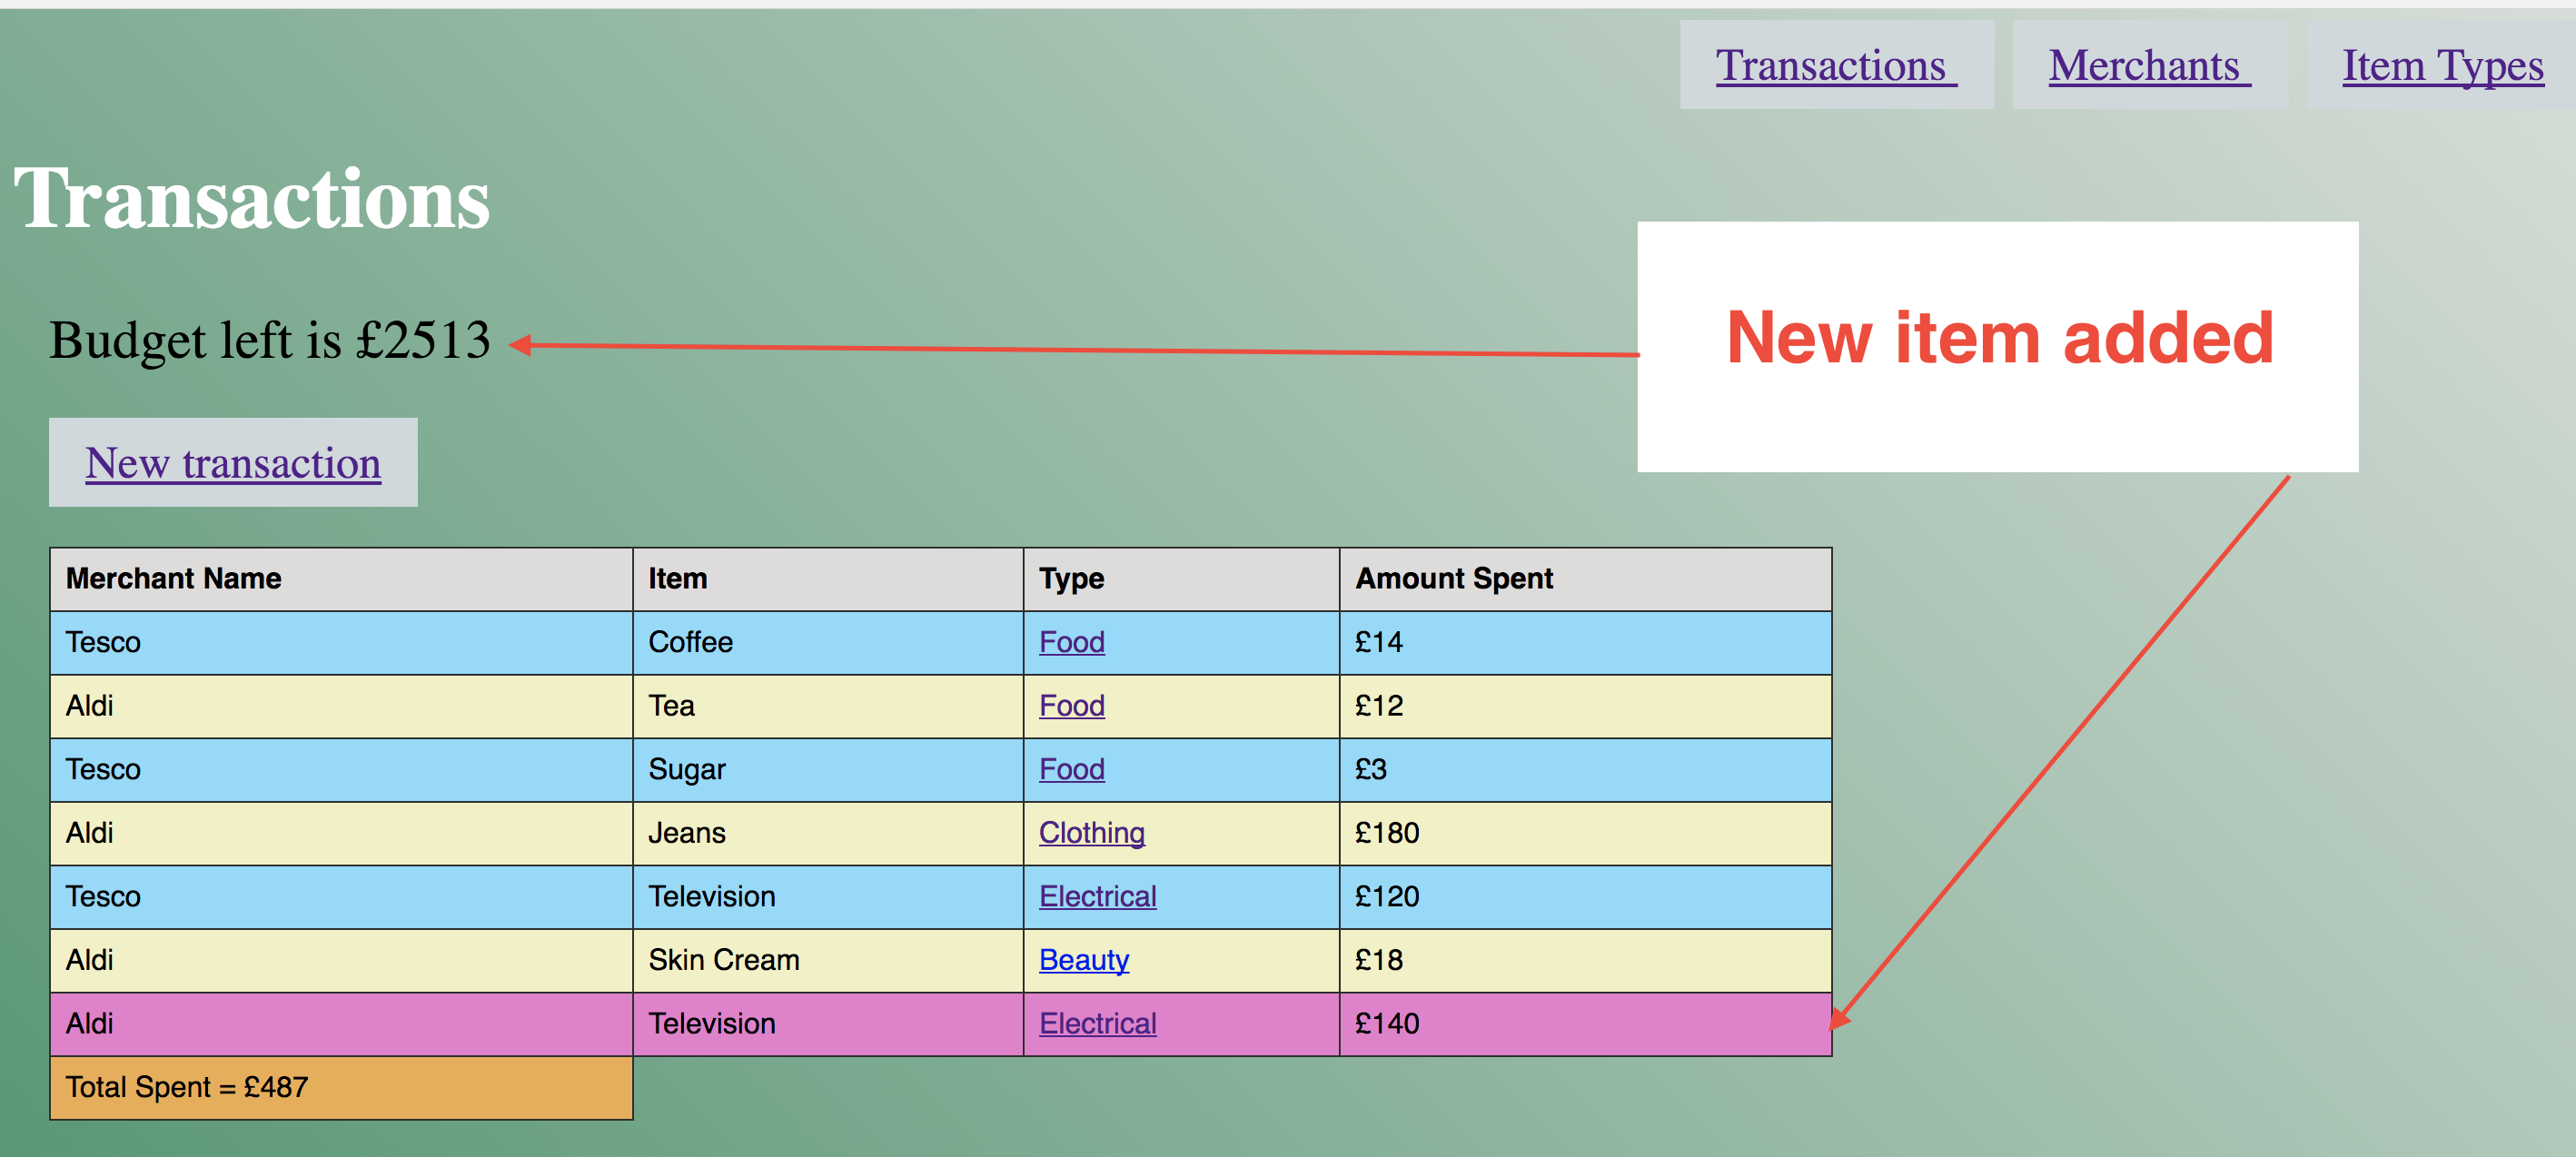 Transactions Merchants Item Types
Transactions
New item added
Budget left is £2513
New transaction
Merchant Name Item Type Amount Spent
Tesco Coffee Food £14
Aldi Tea Food £12
Tesco Sugar Food £3
Aldi Jeans Clothing £180
Tesco Television Electrical £120
Aldi Skin Cream Beauty £18
Aldi Television Electrical £140
Total Spent = £487